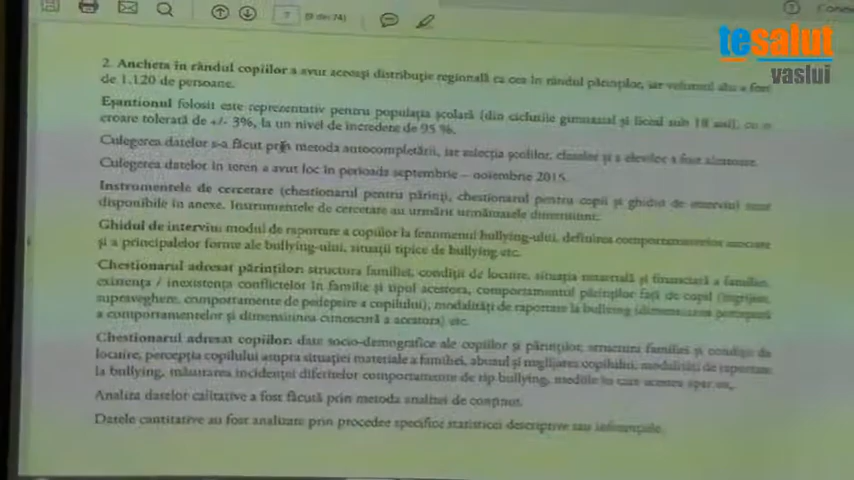 7 (9 din 74)
tesalut
vaslui
2. Ancheta în rândul copiilor a avut aceeași distribuție regională ca cea în rândul părinților, iar volumul său a fost
de 1.120 de persoane.
Eșantionul folosit este reprezentativ pentru populația școlară (din ciclurile gimnazial și liceal sub 18 ani), cu o
eroare tolerată de +/- 3%, la un nivel de încredere de 95 %.
Culegerea datelor s-a făcut prin metoda autocompletării, iar selecția școlilor, claselor și a elevilor a fost aleatoare.
Culegerea datelor în teren a avut loc în perioada septembrie – noiembrie 2015.
Instrumentele de cercetare (chestionarul pentru părinți, chestionarul pentru copii și ghidul de interviu) sunt
disponibile în anexe. Instrumentele de cercetare au urmărit următoarele dimensiuni:
Ghidul de interviu: modul de raportare a copiilor la fenomenul bullying-ului, definirea comportamentelor asociate
și a principalelor forme ale bullying-ului, situații tipice de bullying etc.
Chestionarul adresat părinților: structura familiei, condiții de locuire, situația materială și financiară a familiei,
existența / inexistența conflictelor în familie și tipul acestora, comportamentul părinților față de copil (îngrijire,
supraveghere, comportamente de pedepsire a copilului), modalități de raportare la bullying (dimensiunea percepută
a comportamentelor și dimensiunea cunoscută a acestora) etc.
Chestionarul adresat copiilor: date socio-demografice ale copiilor și părinților, structura familiei și condiții de
locuire, percepția copilului asupra situației materiale a familiei, abuzul și neglijarea copilului, modalități de raportare
la bullying, măsurarea incidenței diferitelor comportamente de tip bullying, mediile în care acestea apar etc.
Analiza datelor calitative a fost făcută prin metoda analizei de conținut.
Datele cantitative au fost analizate prin procedee specifice statisticii descriptive sau inferențiale.